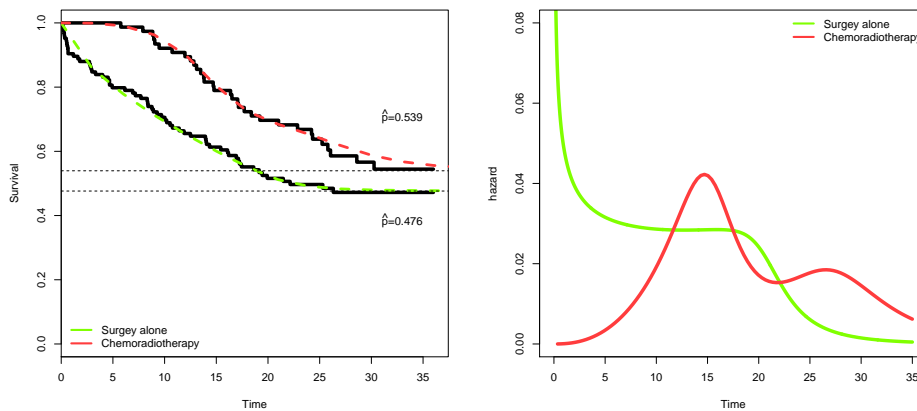 1.0
0.8
0.6
0.4
0.2
0.0
Survival
p̂=0.539
p̂=0.476
Surgey alone
Chemoradiotherapy
0 5 10 15 20 25 30 35
Time
0.08
0.06
0.04
0.02
0.00
hazard
Surgey alone
Chemoradiotherapy
0 5 10 15 20 25 30 35
Time